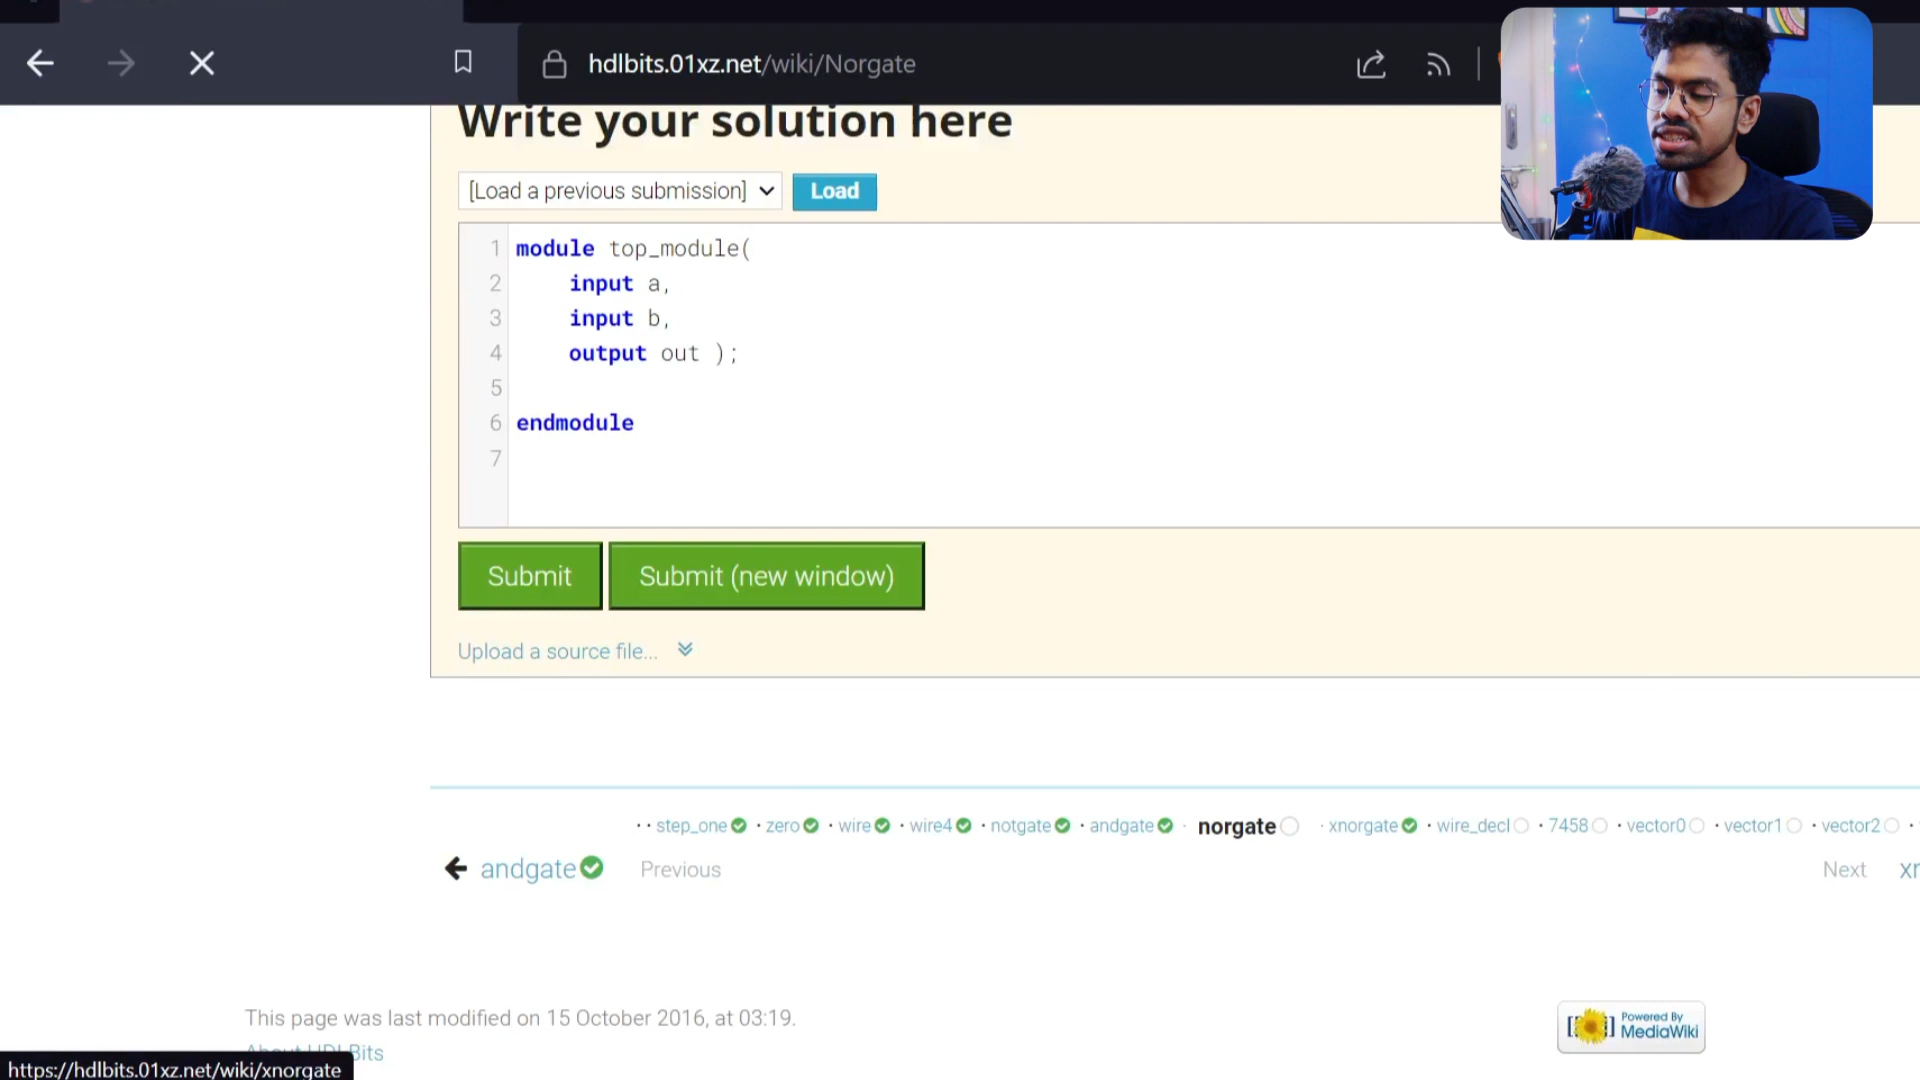 hdlbits.01xz.net/wiki/Norgate
Write your solution here
[Load a previous submission] Load
1 module top_module(
2 input a,
3 input b,
4 output out );
5
6 endmodule
7
Submit Submit (new window)
Upload a source file...
· · step_one · zero · wire · wire4 · notgate · andgate · norgate · xnorgate · wire_decl · 7458 · vector0 · vector1 · vector2 ·
andgate Previous Next xn
This page was last modified on 15 October 2016, at 03:19.
Powered By
MediaWiki
About HDLBits
https://hdlbits.01xz.net/wiki/xnorgate